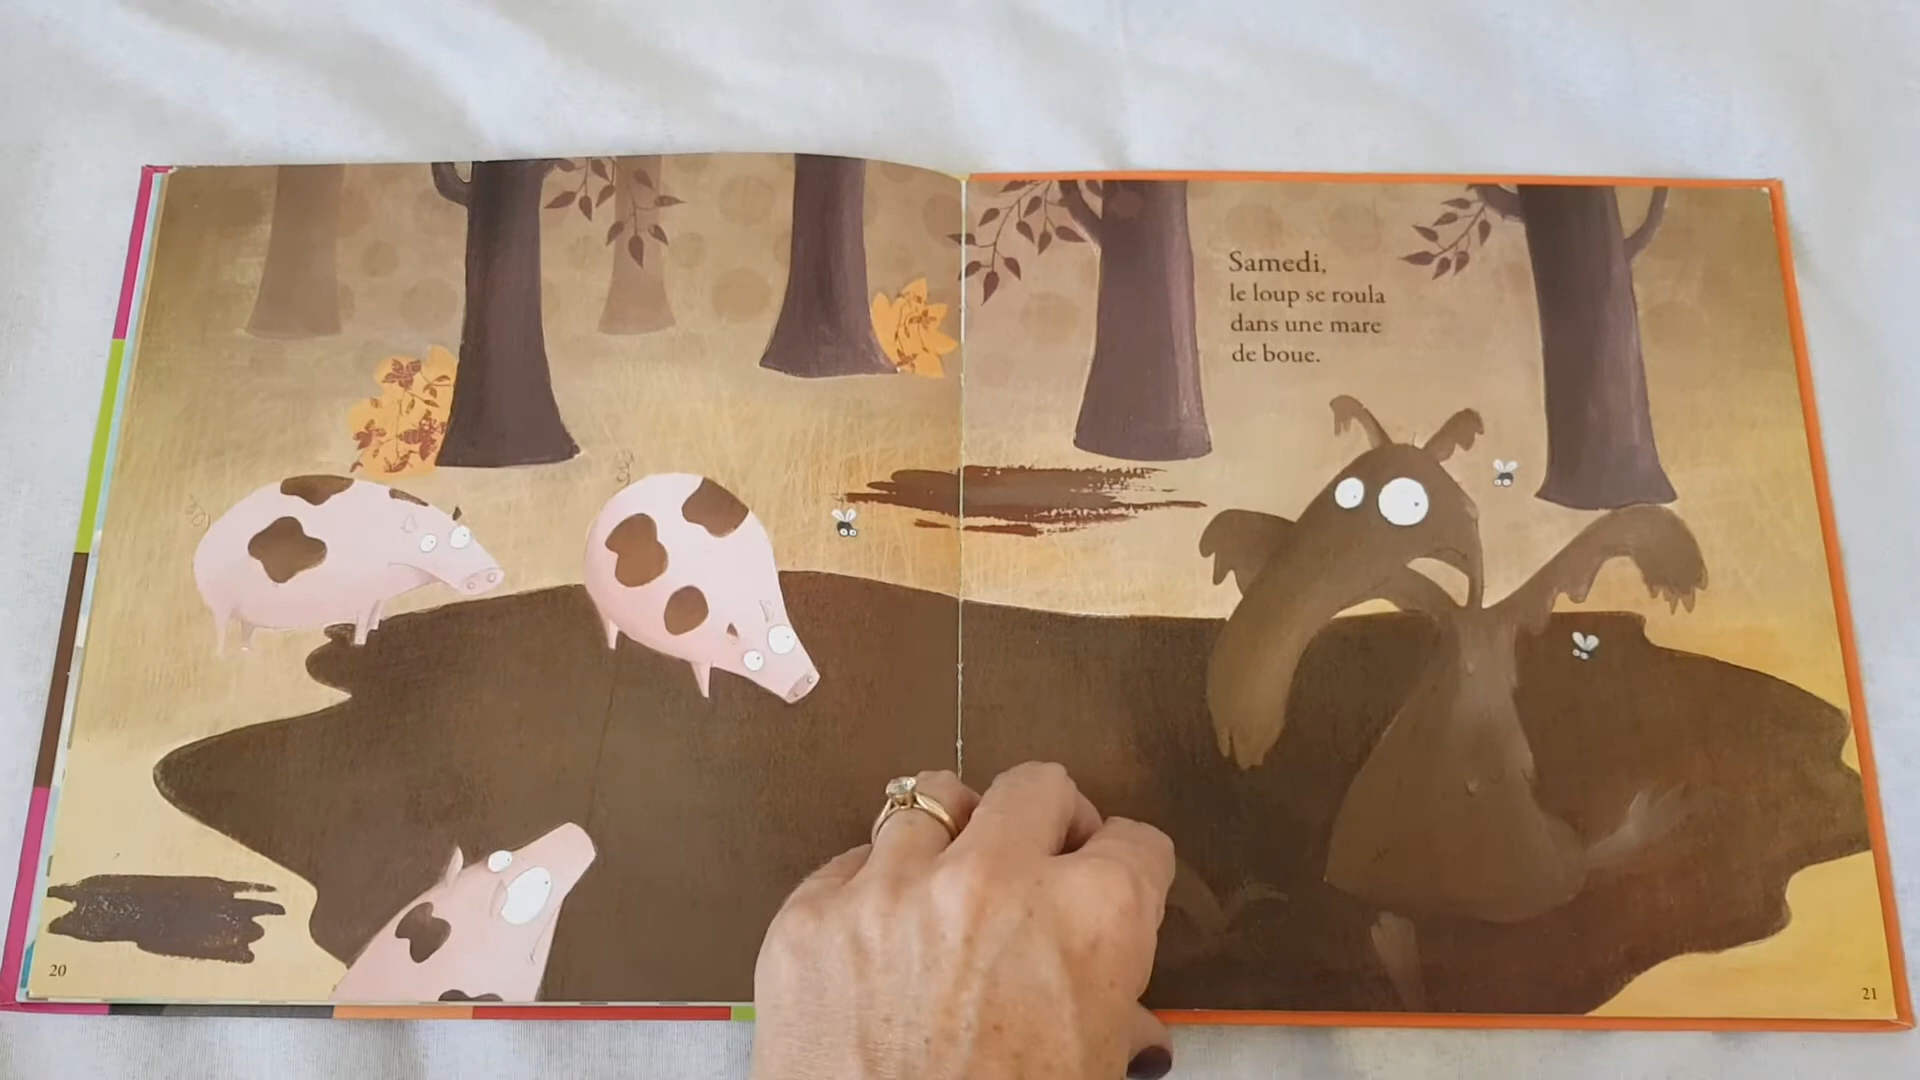 Samedi,
le loup se roula
dans une mare
de boue.
20
21